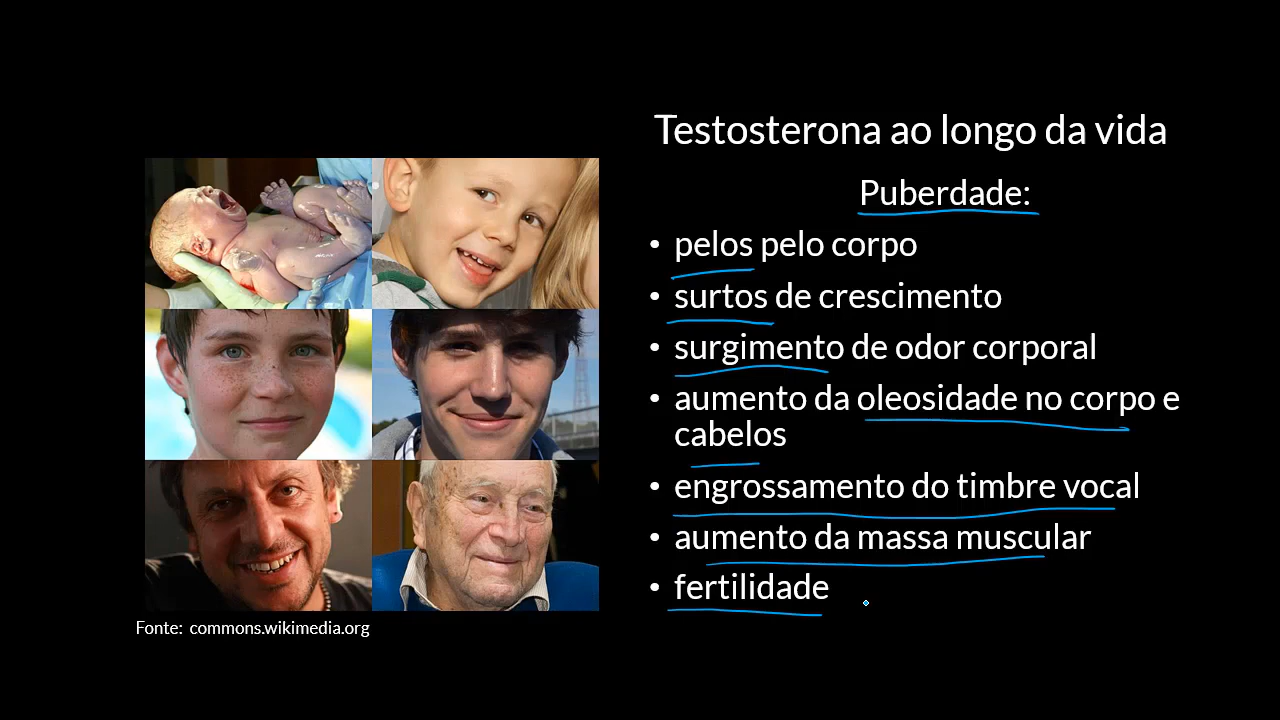 Testosterona ao longo da vida
Puberdade:
• pelos pelo corpo
• surtos de crescimento
• surgimento de odor corporal
• aumento da oleosidade no corpo e
cabelos
• engrossamento do timbre vocal
• aumento da massa muscular
• fertilidade
Fonte: commons.wikimedia.org